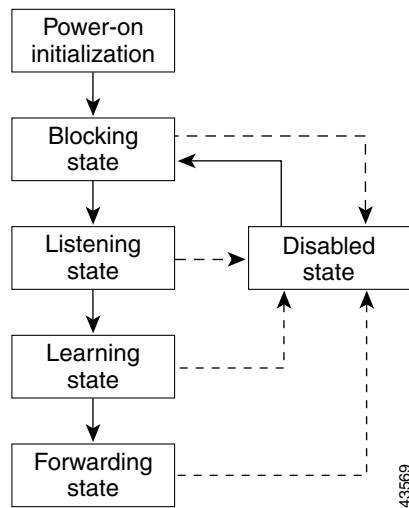 Power-on
initialization
Blocking
state
Listening
state
Disabled
state
Learning
state
Forwarding
state
43569